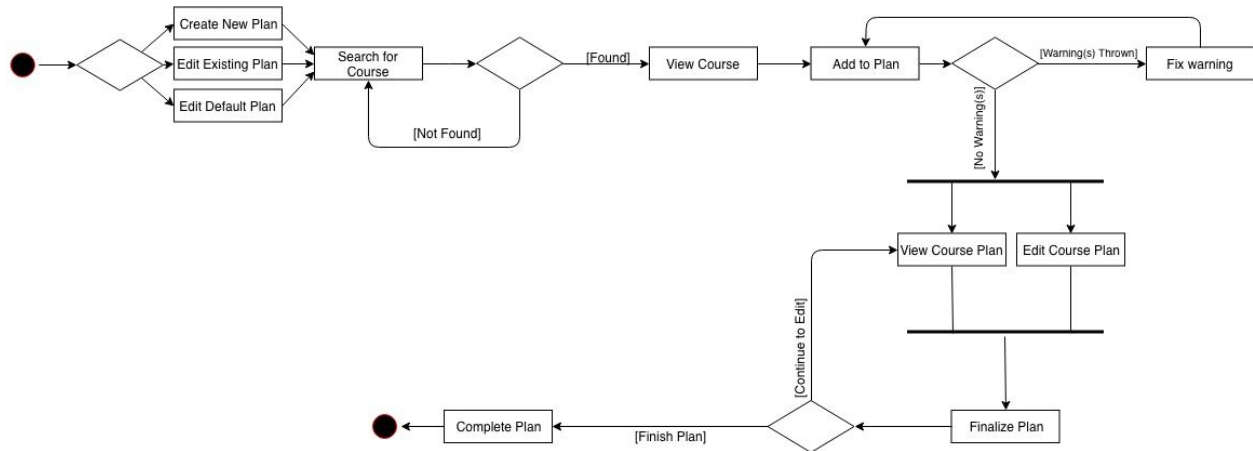 Create New Plan
Edit Existing Plan
Edit Default Plan
Search for
Course
[Found]
[Not Found]
View Course
Add to Plan
[Warning(s) Thrown]
Fix warning
[No Warning(s)]
View Course Plan
Edit Course Plan
[Continue to Edit]
Finalize Plan
[Finish Plan]
Complete Plan